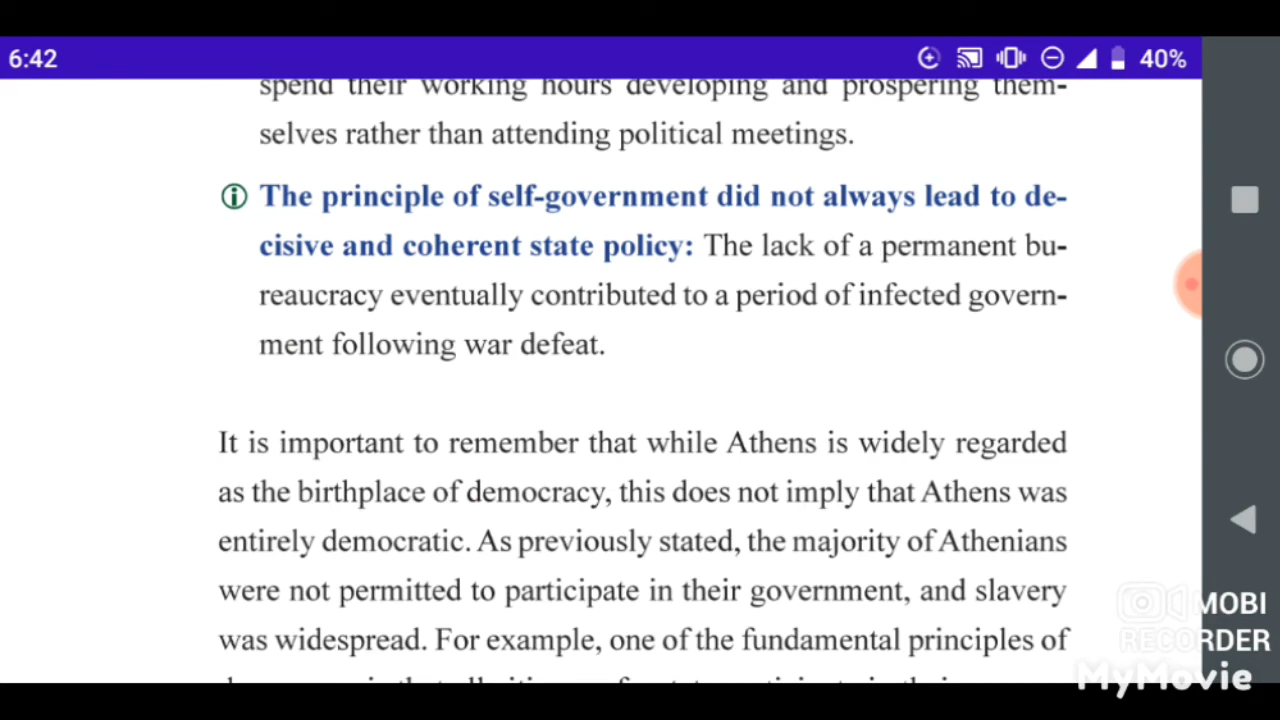 6:42
40%
spend their working hours developing and prospering them-
selves rather than attending political meetings.
The principle of self-government did not always lead to de-
cisive and coherent state policy: The lack of a permanent bu-
reaucracy eventually contributed to a period of infected govern-
ment following war defeat.
It is important to remember that while Athens is widely regarded
as the birthplace of democracy, this does not imply that Athens was
entirely democratic. As previously stated, the majority of Athenians
were not permitted to participate in their government, and slavery
was widespread. For example, one of the fundamental principles of
MOBI
RECORDER
MyMovie